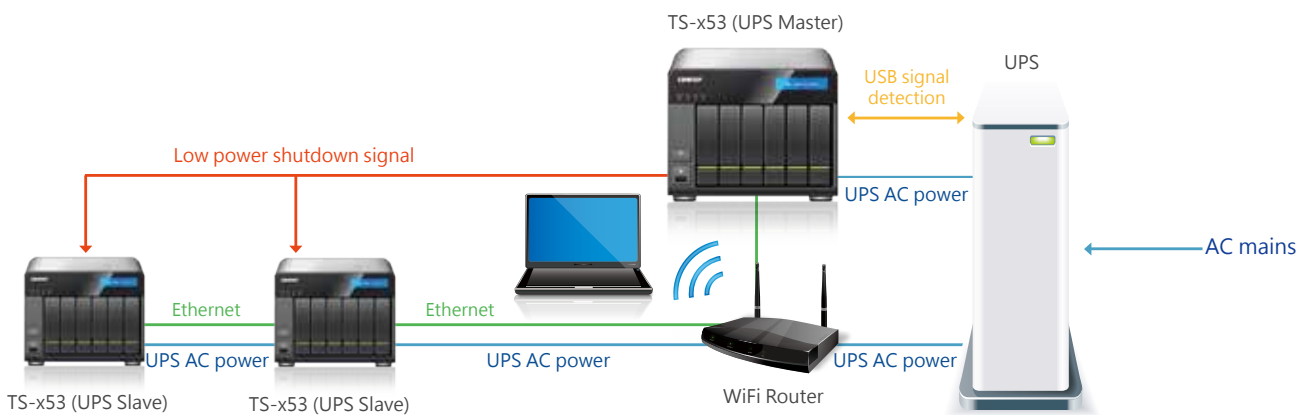 TS-x53 (UPS Master)
UPS
USB signal
detection
Low power shutdown signal
UPS AC power
AC mains
Ethernet
Ethernet
UPS AC power
UPS AC power
UPS AC power
TS-x53 (UPS Slave)
TS-x53 (UPS Slave)
WiFi Router